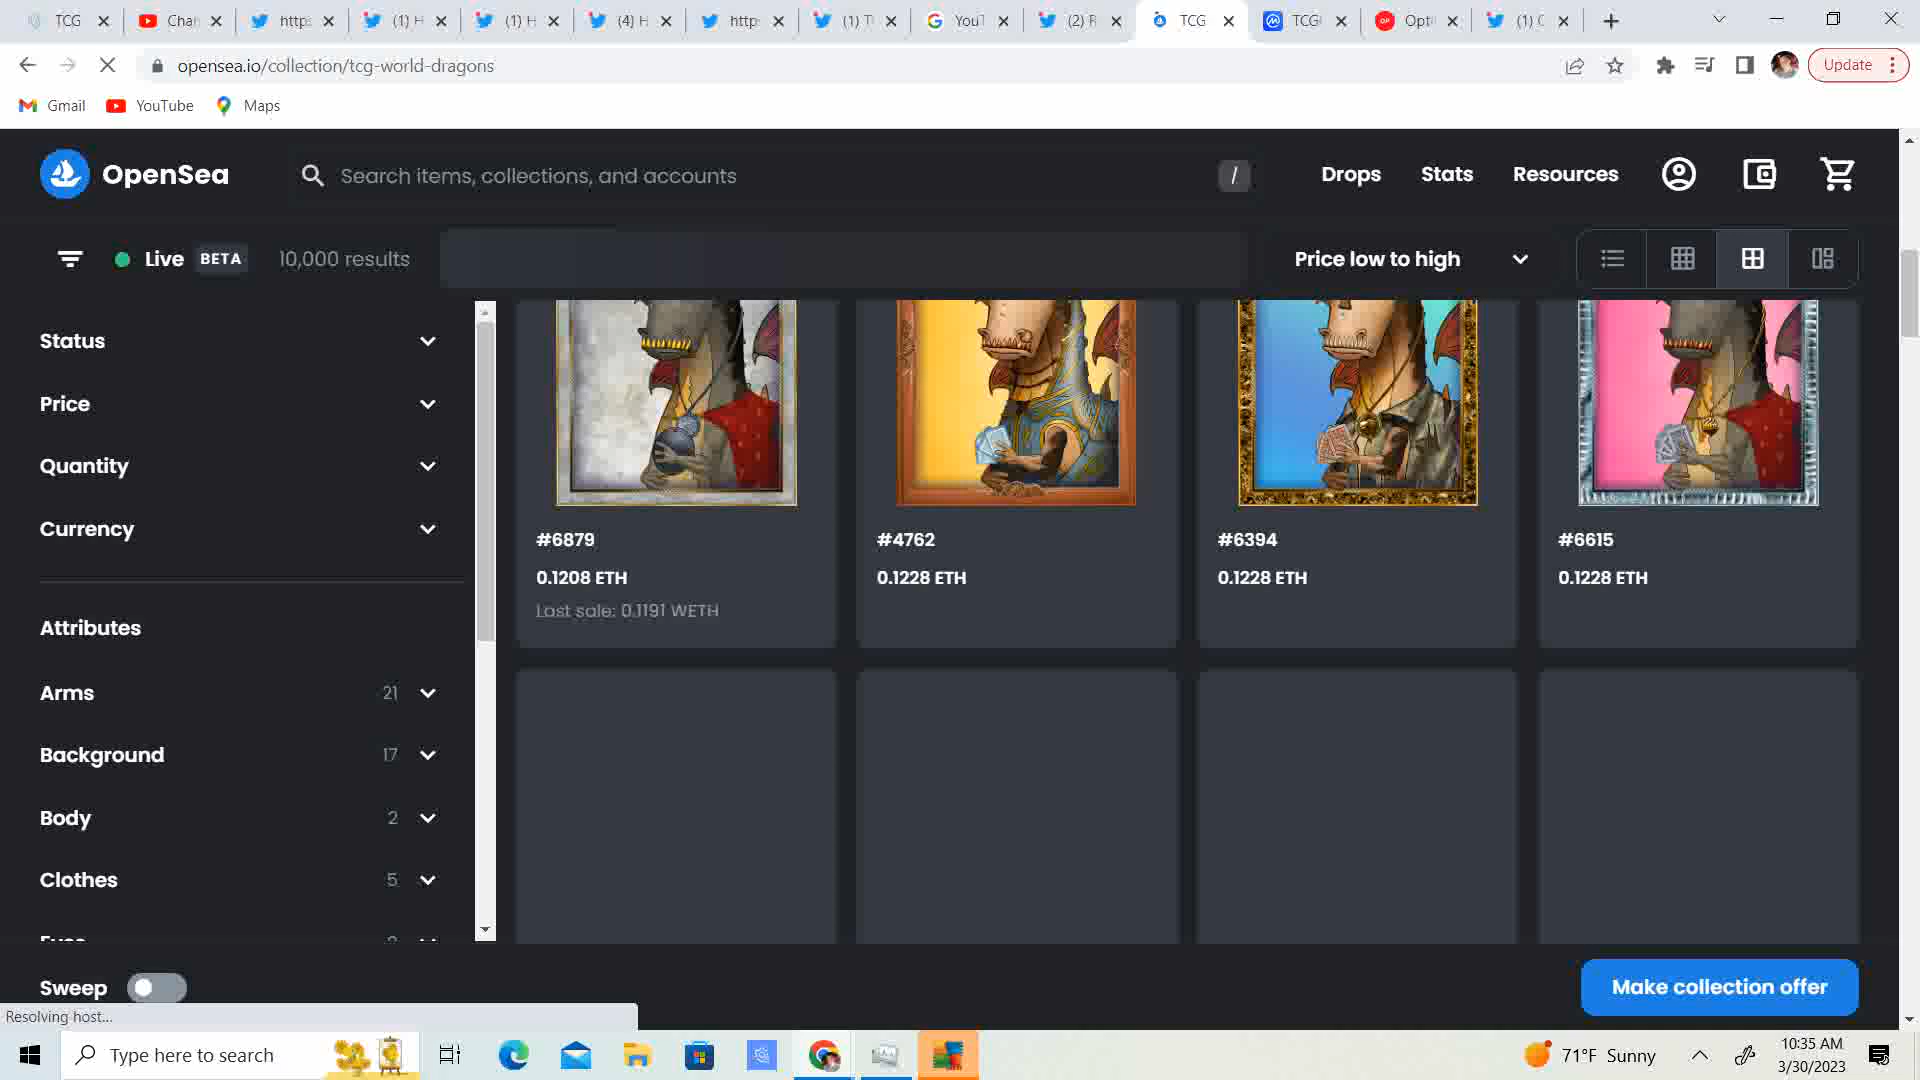 TCG
Chan
http
(1) H
(1) H
(4) H
http
(1) T
YouT
(2) R
TCG
TCG
Opti
(1) C
opensea.io/collection/tcg-world-dragons
Update
Gmail
YouTube
Maps
OpenSea
Search items, collections, and accounts
/
Drops
Stats
Resources
Live
BETA
10,000 results
Price low to high
Status
Price
Quantity
Currency
Attributes
Arms 21
Background 17
Body 2
Clothes 5
#6879
0.1208 ETH
Last sale: 0.1191 WETH
#4762
0.1228 ETH
#6394
0.1228 ETH
#6615
0.1228 ETH
Sweep
Make collection offer
Resolving host...
Type here to search
71°F Sunny
10:35 AM
3/30/2023